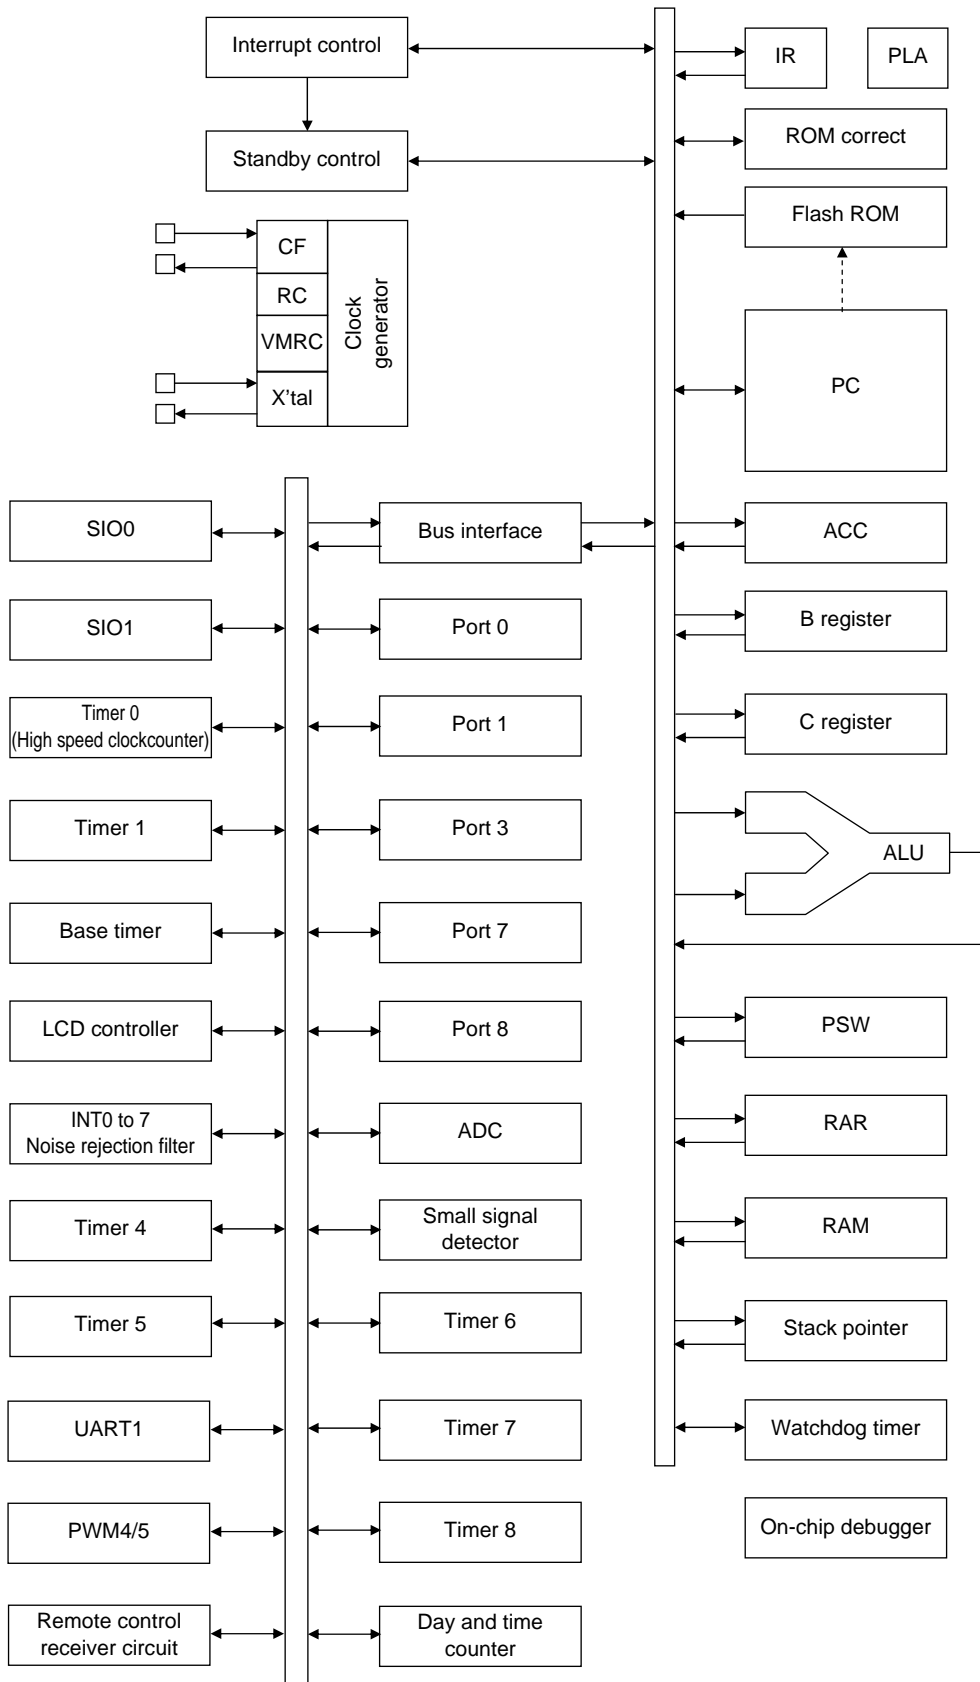 Interrupt control
IR
PLA
Standby control
ROM correct
Flash ROM
CF
RC
VMRC
X'tal
Clock
generator
PC
SIO0
Bus interface
ACC
SIO1
Port 0
B register
Timer 0
(High speed clockcounter)
Port 1
C register
Timer 1
Port 3
ALU
Base timer
Port 7
LCD controller
Port 8
PSW
INT0 to 7
Noise rejection filter
ADC
RAR
Timer 4
Small signal
detector
RAM
Timer 5
Timer 6
Stack pointer
UART1
Timer 7
Watchdog timer
PWM4/5
Timer 8
On-chip debugger
Remote control
receiver circuit
Day and time
counter